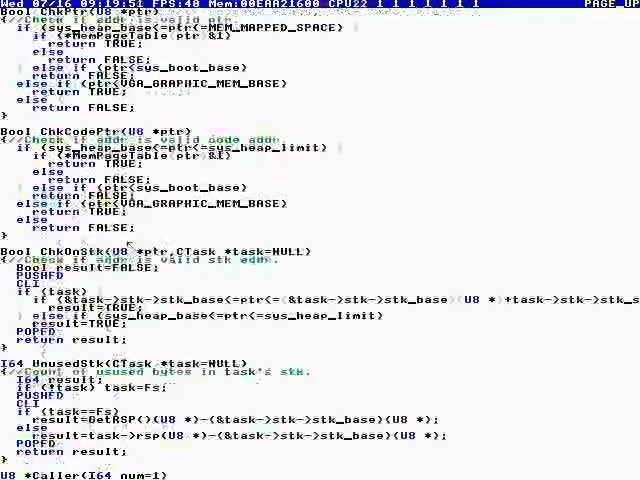 Wed 07/16 09:19:51 FPS:48 Mem:00EAA21600 CPU22 1 1 1 1 1 1 1 PAGE_UP
Bool ChkPtr(U8 *ptr)
{//Check if addr is valid ptr.
if (sys_heap_base<=ptr<=MEM_MAPPED_SPACE)
if (*MemPageTable(ptr)&1)
return TRUE;
else
return FALSE;
else if (ptr<sys_boot_base)
return FALSE;
else if (ptr<VGA_GRAPHIC_MEM_BASE)
return TRUE;
else
return FALSE;
}
Bool ChkCodePtr(U8 *ptr)
{//Check if addr is valid code addr.
if (sys_heap_base<=ptr<=sys_heap_limit)
if (*MemPageTable(ptr)&1)
return TRUE;
else
return FALSE;
else if (ptr<sys_boot_base)
return FALSE;
else if (ptr<VGA_GRAPHIC_MEM_BASE)
return TRUE;
else
return FALSE;
}
Bool ChkOnStk(U8 *ptr,CTask *task=NULL)
{//Check if addr is valid stk addr.
Bool result=FALSE;
PUSHFD
CLI
if (task)
if (&task->stk->stk_base<=ptr<=(&task->stk->stk_base)(U8 *)+task->stk->stk_s
result=TRUE;
else if (sys_heap_base<=ptr<=sys_heap_limit)
result=TRUE;
POPFD
return result;
}
I64 UnusedStk(CTask *task=NULL)
{//Count of unused bytes in task's stk.
I64 result;
if (!task) task=Fs;
PUSHFD
CLI
if (task==Fs)
result=GetRSP()(U8 *)-(&task->stk->stk_base)(U8 *);
else
result=task->rsp(U8 *)-(&task->stk->stk_base)(U8 *);
POPFD
return result;
}
U8 *Caller(I64 num=1)